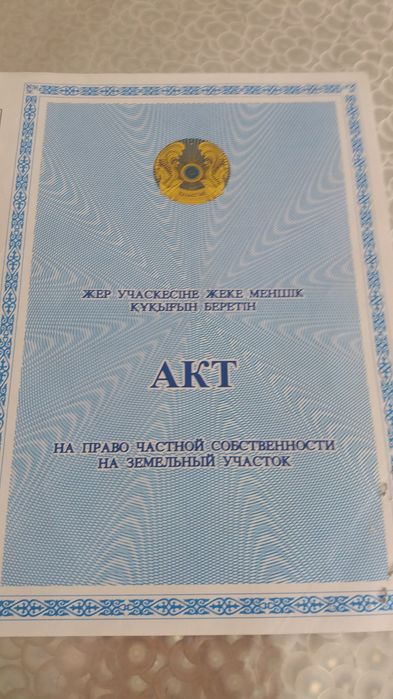 ЖЕР УЧАСКЕСІНЕ ЖЕКЕ МЕНШІК
ҚҰҚЫҒЫН БЕРЕТІН
АКТ
НА ПРАВО ЧАСТНОЙ СОБСТВЕННОСТИ
НА ЗЕМЕЛЬНЫЙ УЧАСТОК